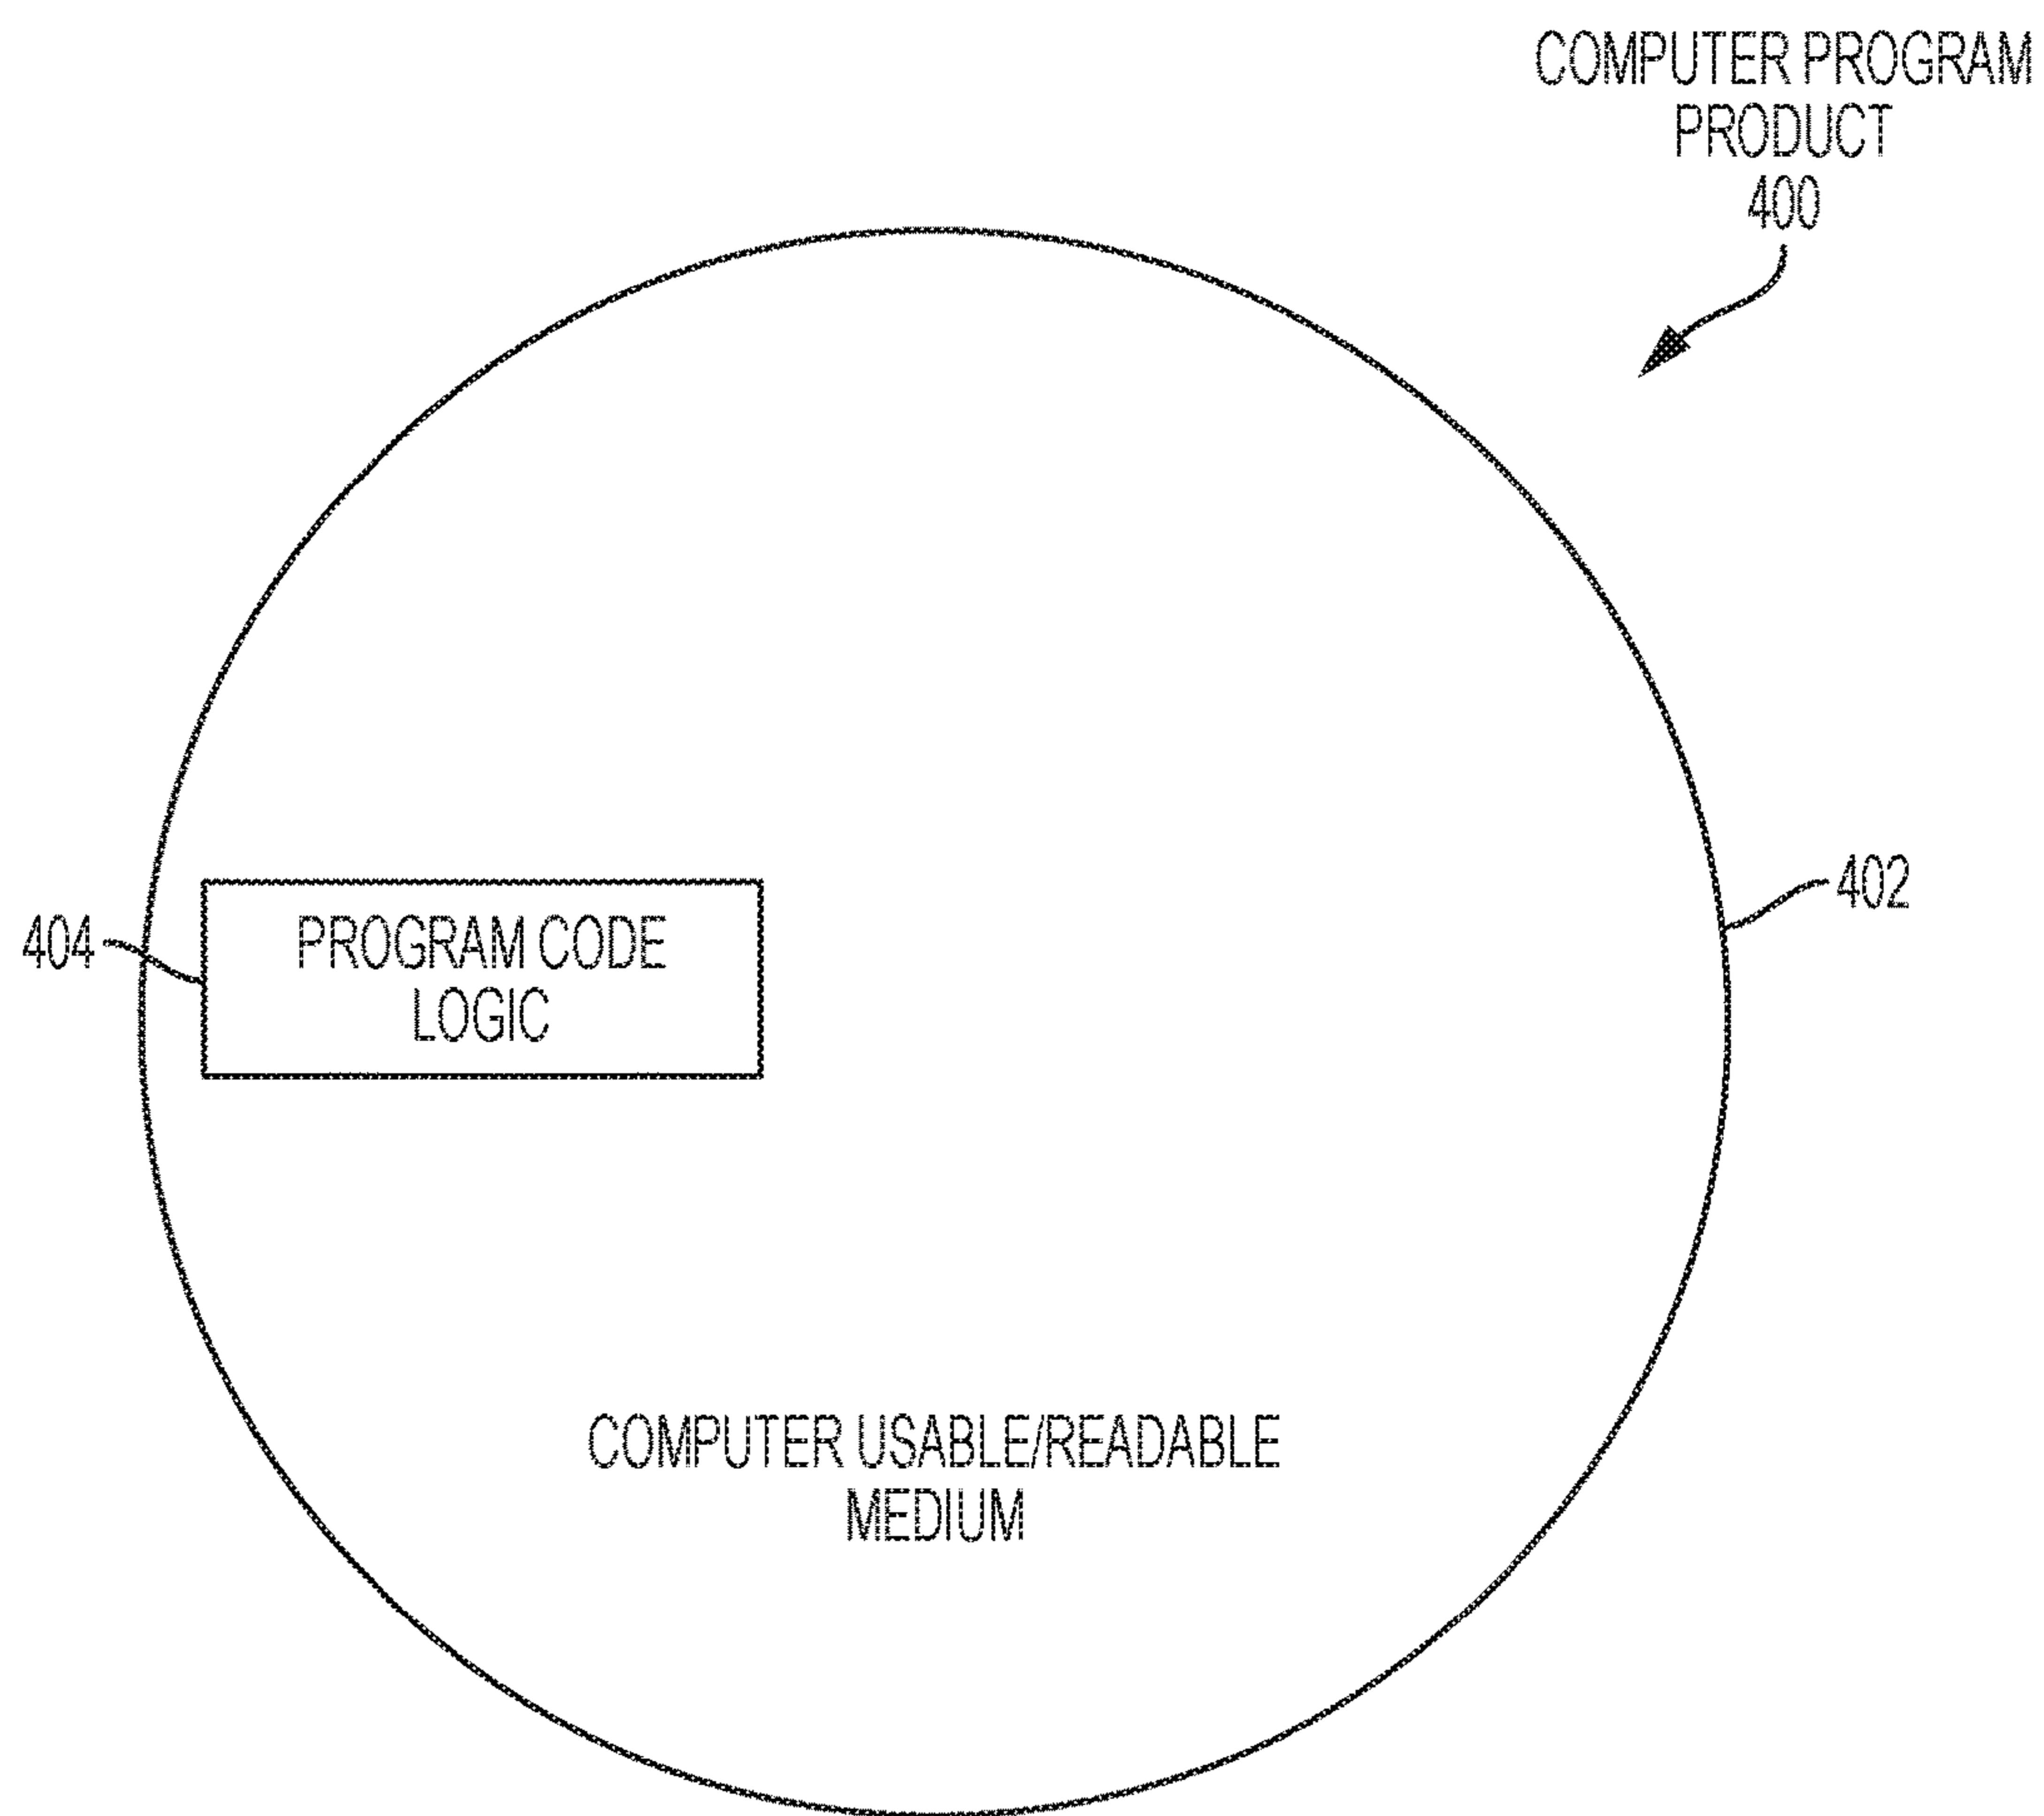 COMPUTER PROGRAM
PRODUCT
400
402
404
PROGRAM CODE
LOGIC
COMPUTER USABLE/READABLE
MEDIUM